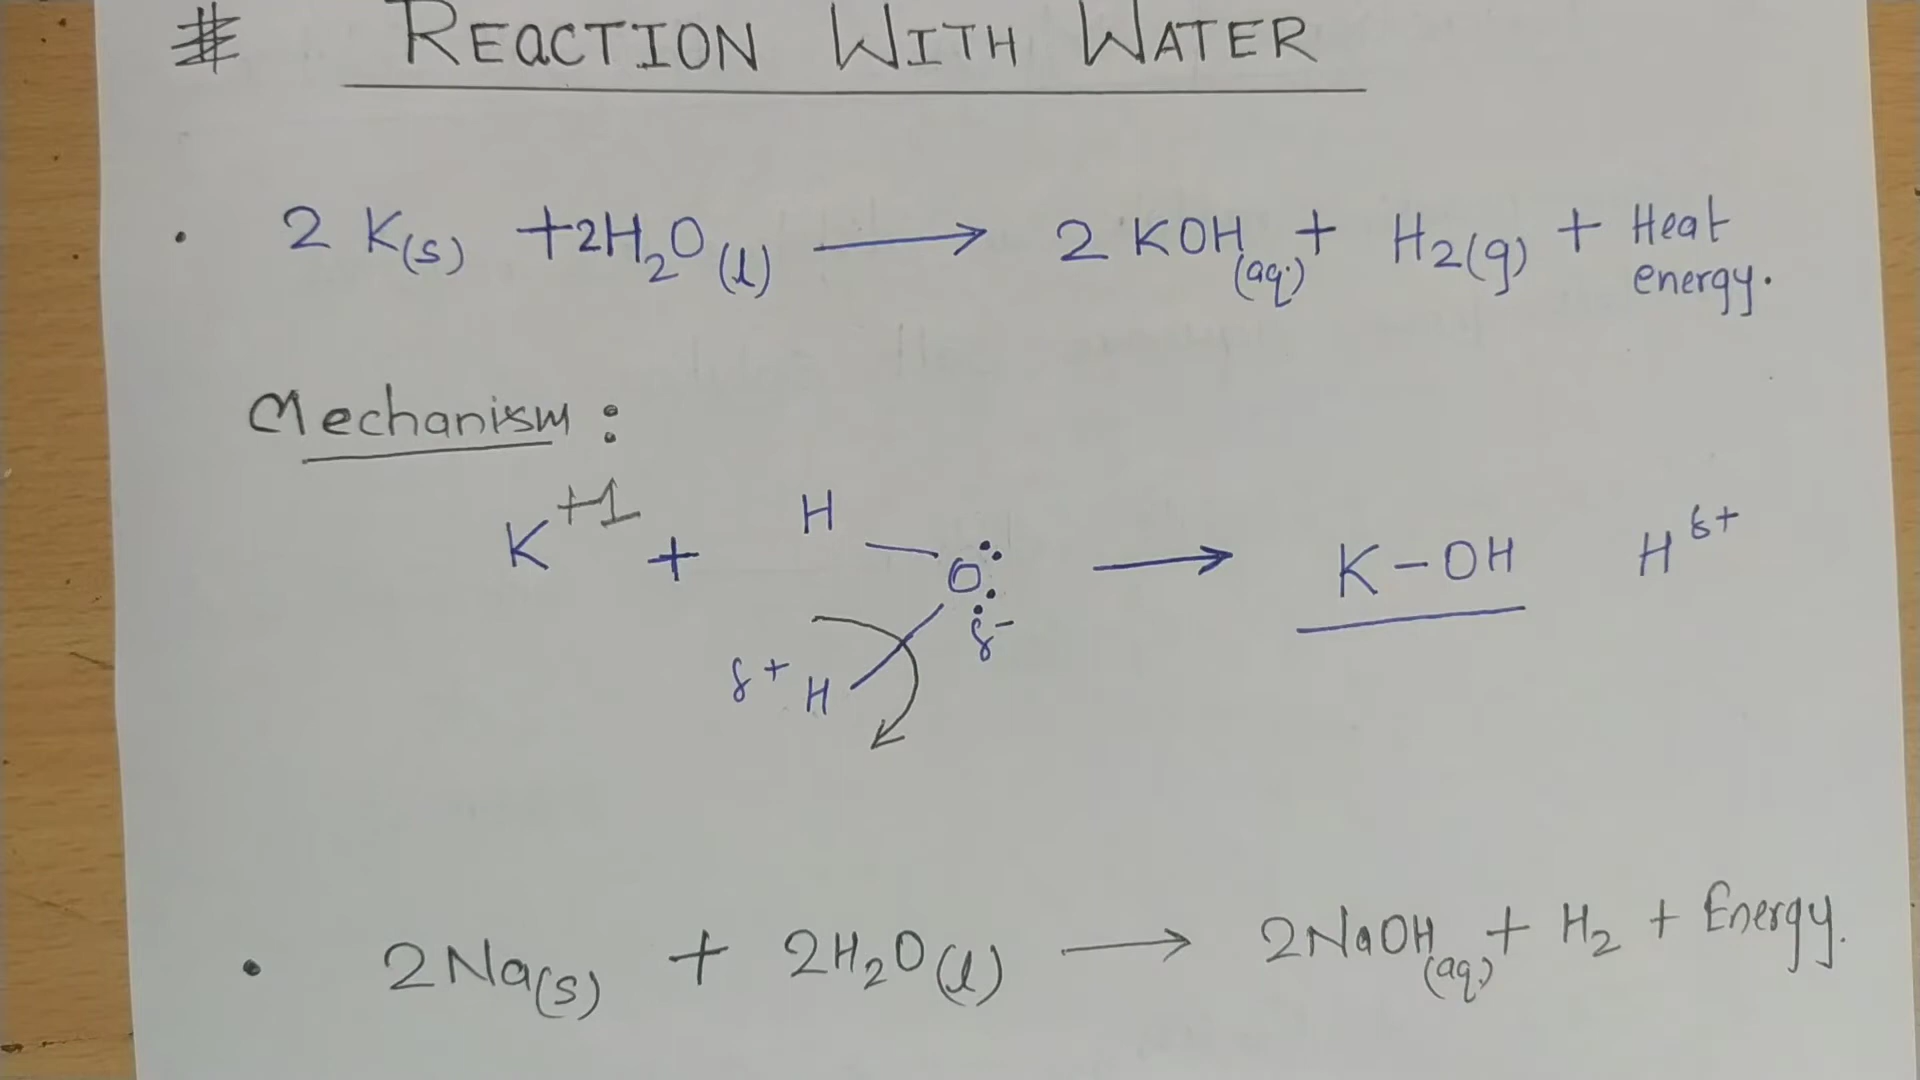 # REACTION WITH WATER
• 2 K(s) + 2H₂O (l) ⟶ 2 KOH (aq.) + H₂(g) + Heat energy.
Mechanism :
K⁺¹ + H – O – H δ+ δ- ⟶ K – OH H δ+
• 2Na(s) + 2H₂O(l) ⟶ 2NaOH (aq.) + H₂ + Energy.